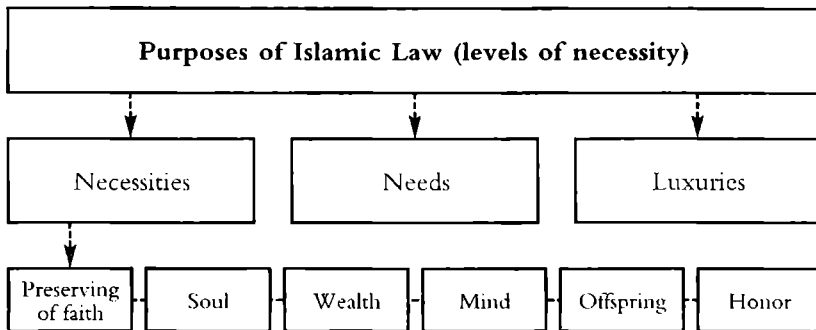 Purposes of Islamic Law (levels of necessity)
Necessities
Needs
Luxuries
Preserving
of faith
Soul
Wealth
Mind
Offspring
Honor